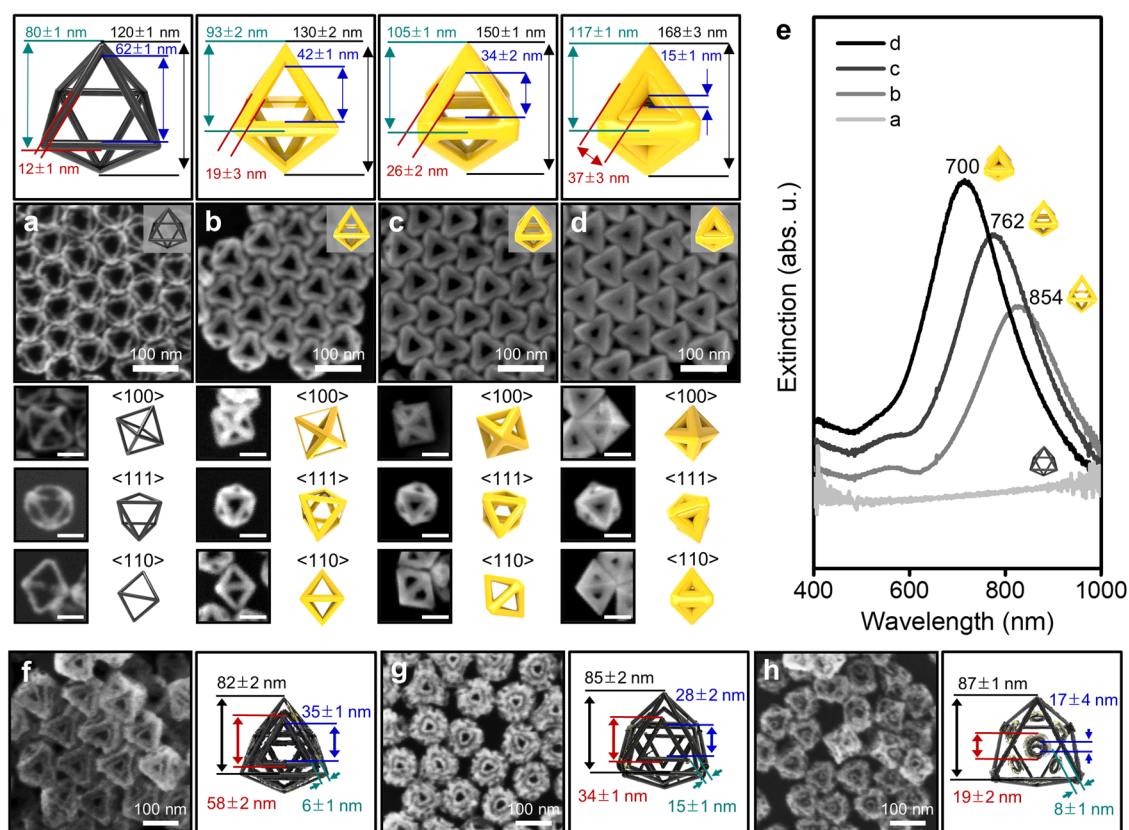 80±1 nm 120±1 nm
62±1 nm
12±1 nm
93±2 nm 130±2 nm
42±1 nm
19±3 nm
105±1 nm 150±1 nm
34±2 nm
26±2 nm
117±1 nm 168±3 nm
15±1 nm
37±3 nm
a
100 nm
b
100 nm
c
100 nm
d
100 nm
<100>
<100>
<100>
<100>
<111>
<111>
<111>
<111>
<110>
<110>
<110>
<110>
e
d
c
b
a
700
762
854
Extinction (abs. u.)
400 600 800 1000
Wavelength (nm)
f
100 nm
82±2 nm
35±1 nm
58±2 nm
6±1 nm
g
100 nm
85±2 nm
28±2 nm
34±1 nm
15±1 nm
h
100 nm
87±1 nm
17±4 nm
19±2 nm
8±1 nm